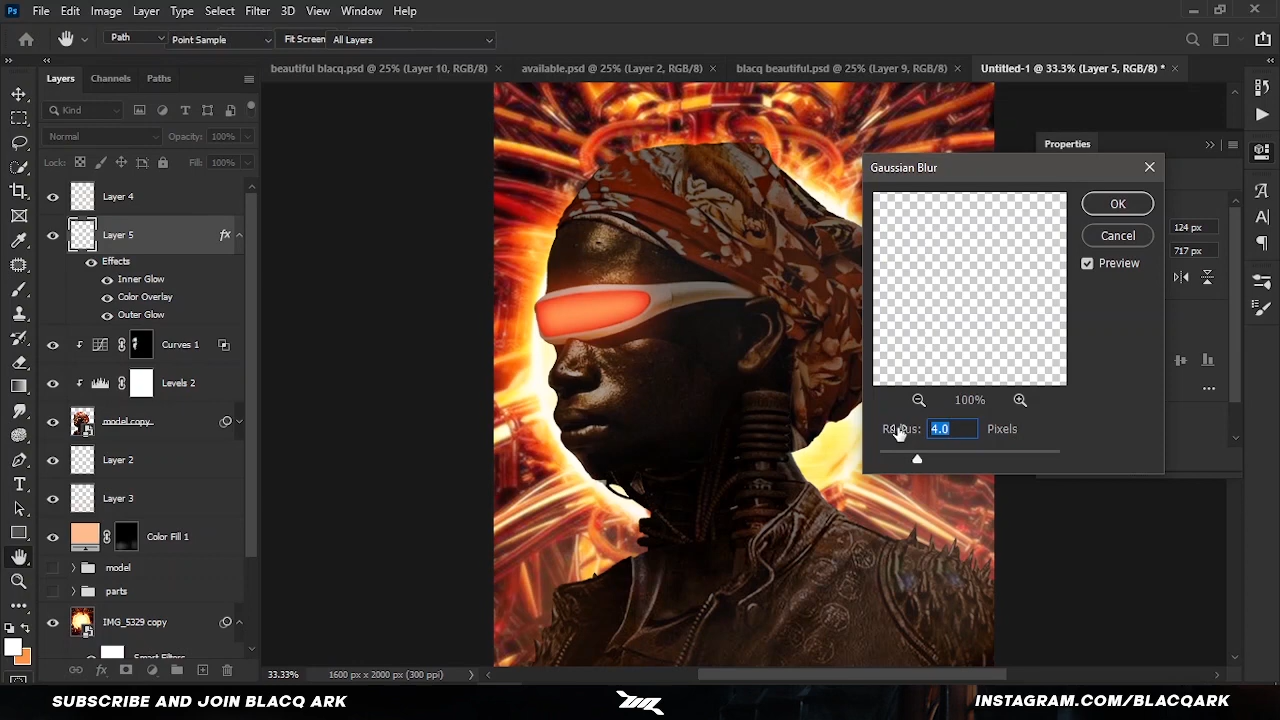 Ps File Edit Image Layer Type Select Filter 3D View Window Help
Path Point Sample Fit Screen All Layers
Layers Channels Paths
beautiful blacq.psd @ 25% (Layer 10, RGB/8) × available.psd @ 25% (Layer 2, RGB/8) × blacq beautiful.psd @ 25% (Layer 9, RGB/8) × Untitled-1 @ 33.3% (Layer 5, RGB/8) * ×
Kind
Normal Opacity: 100%
Lock: Fill: 100%
Layer 4
Layer 5 fx
Effects
Inner Glow
Color Overlay
Outer Glow
Curves 1
Levels 2
model copy
Layer 2
Layer 3
Color Fill 1
model
parts
IMG_5329 copy
Smart Filters
Properties
124 px
717 px
Gaussian Blur
OK
Cancel
Preview
100%
Radius: 4.0 Pixels
33.33% 1600 px x 2000 px (300 ppi)
SUBSCRIBE AND JOIN BLACQ ARK
INSTAGRAM.COM/BLACQARK